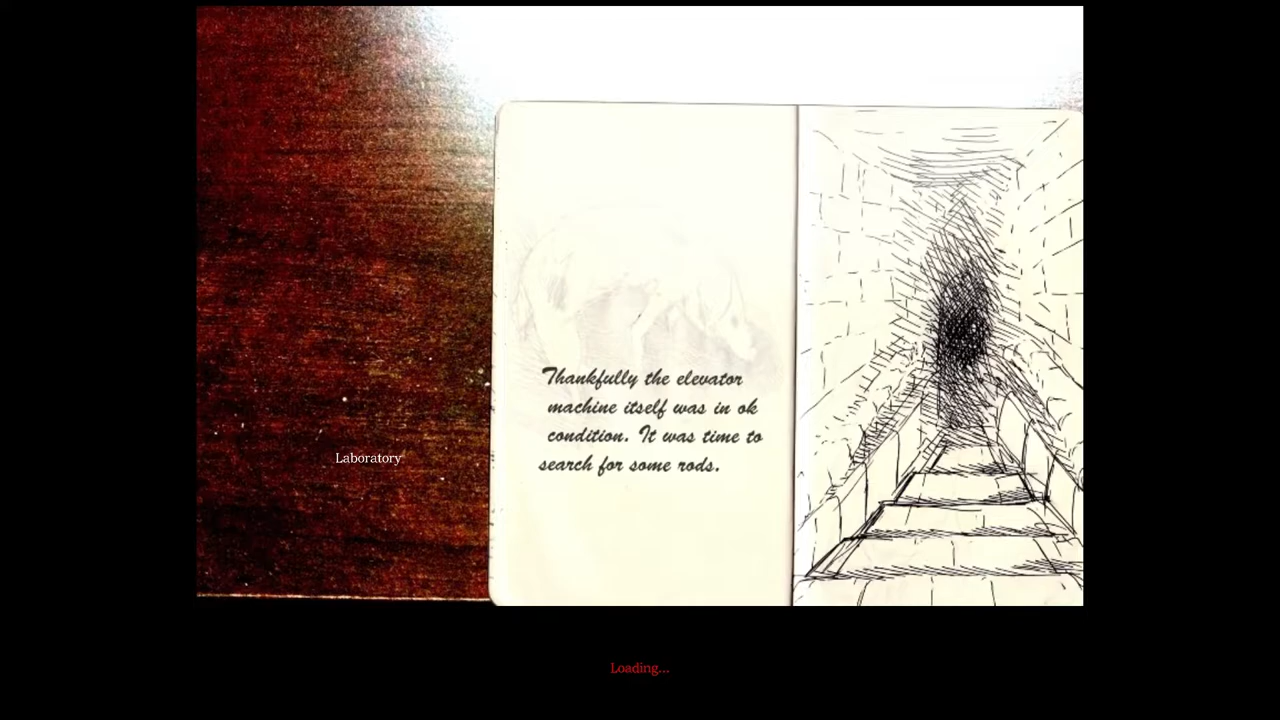 Thankfully the elevator
machine itself was in ok
condition. It was time to
search for some rods.
Laboratory
Loading...